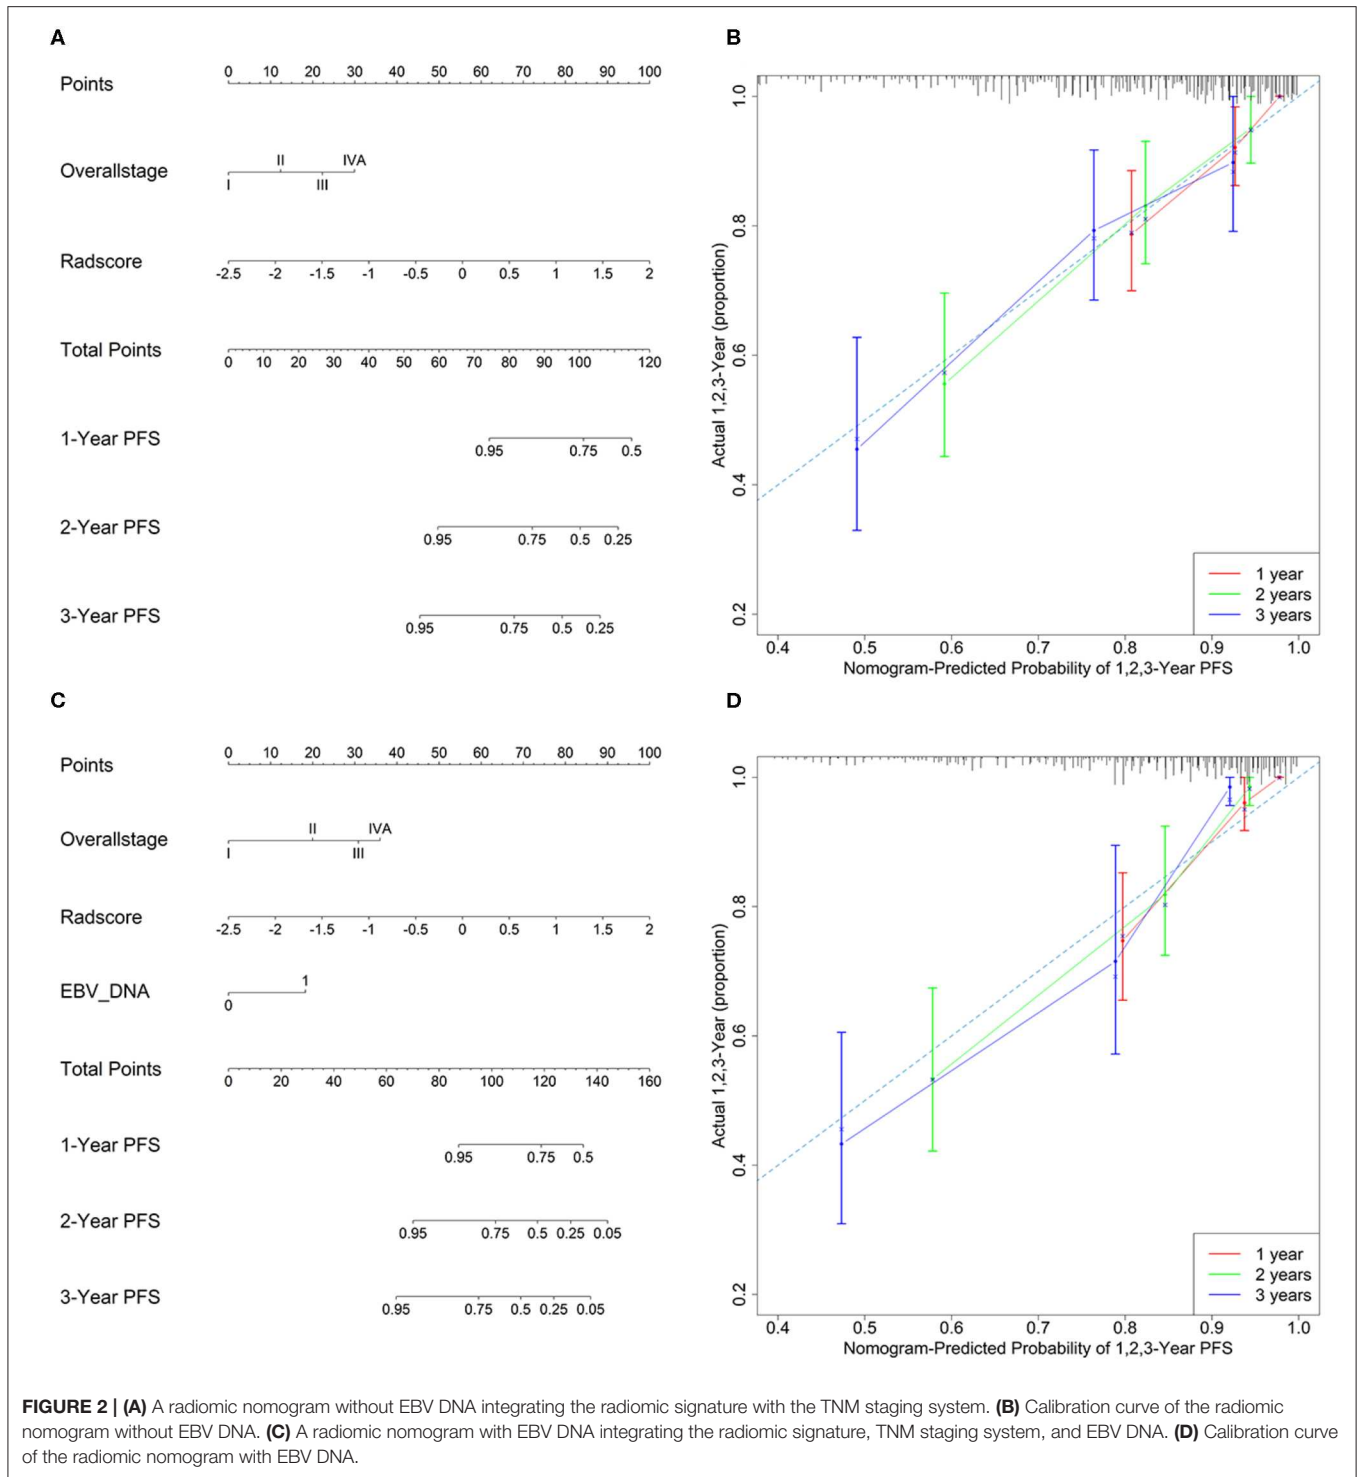 A
Points
0 10 20 30 40 50 60 70 80 90 100
Overallstage
II IVA
I III
Radscore
-2.5 -2 -1.5 -1 -0.5 0 0.5 1 1.5 2
Total Points
0 10 20 30 40 50 60 70 80 90 100 120
1-Year PFS
0.95 0.75 0.5
2-Year PFS
0.95 0.75 0.5 0.25
3-Year PFS
0.95 0.75 0.5 0.25
B
Actual 1,2,3-Year (proportion)
1.0
0.8
0.6
0.4
0.2
1 year
2 years
3 years
0.4 0.5 0.6 0.7 0.8 0.9 1.0
Nomogram-Predicted Probability of 1,2,3-Year PFS
C
Points
0 10 20 30 40 50 60 70 80 90 100
Overallstage
II IVA
I III
Radscore
-2.5 -2 -1.5 -1 -0.5 0 0.5 1 1.5 2
EBV_DNA
1
0
Total Points
0 20 40 60 80 100 120 140 160
1-Year PFS
0.95 0.75 0.5
2-Year PFS
0.95 0.75 0.5 0.25 0.05
3-Year PFS
0.95 0.75 0.5 0.25 0.05
D
Actual 1,2,3-Year (proportion)
1.0
0.8
0.6
0.4
0.2
1 year
2 years
3 years
0.4 0.5 0.6 0.7 0.8 0.9 1.0
Nomogram-Predicted Probability of 1,2,3-Year PFS
FIGURE 2 | (A) A radiomic nomogram without EBV DNA integrating the radiomic signature with the TNM staging system. (B) Calibration curve of the radiomic
nomogram without EBV DNA. (C) A radiomic nomogram with EBV DNA integrating the radiomic signature, TNM staging system, and EBV DNA. (D) Calibration curve
of the radiomic nomogram with EBV DNA.